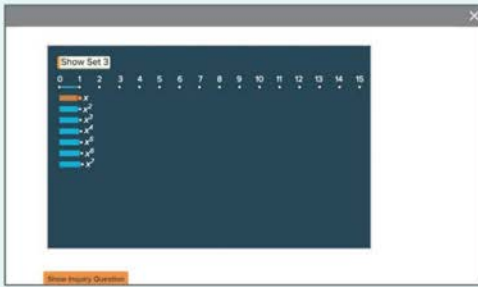 ×
Show Set 3
0 1 2 3 4 5 6 7 8 9 10 11 12 13 14 15
x
x²
x³
x⁴
x⁵
x⁶
x⁷
Show Inquiry Question